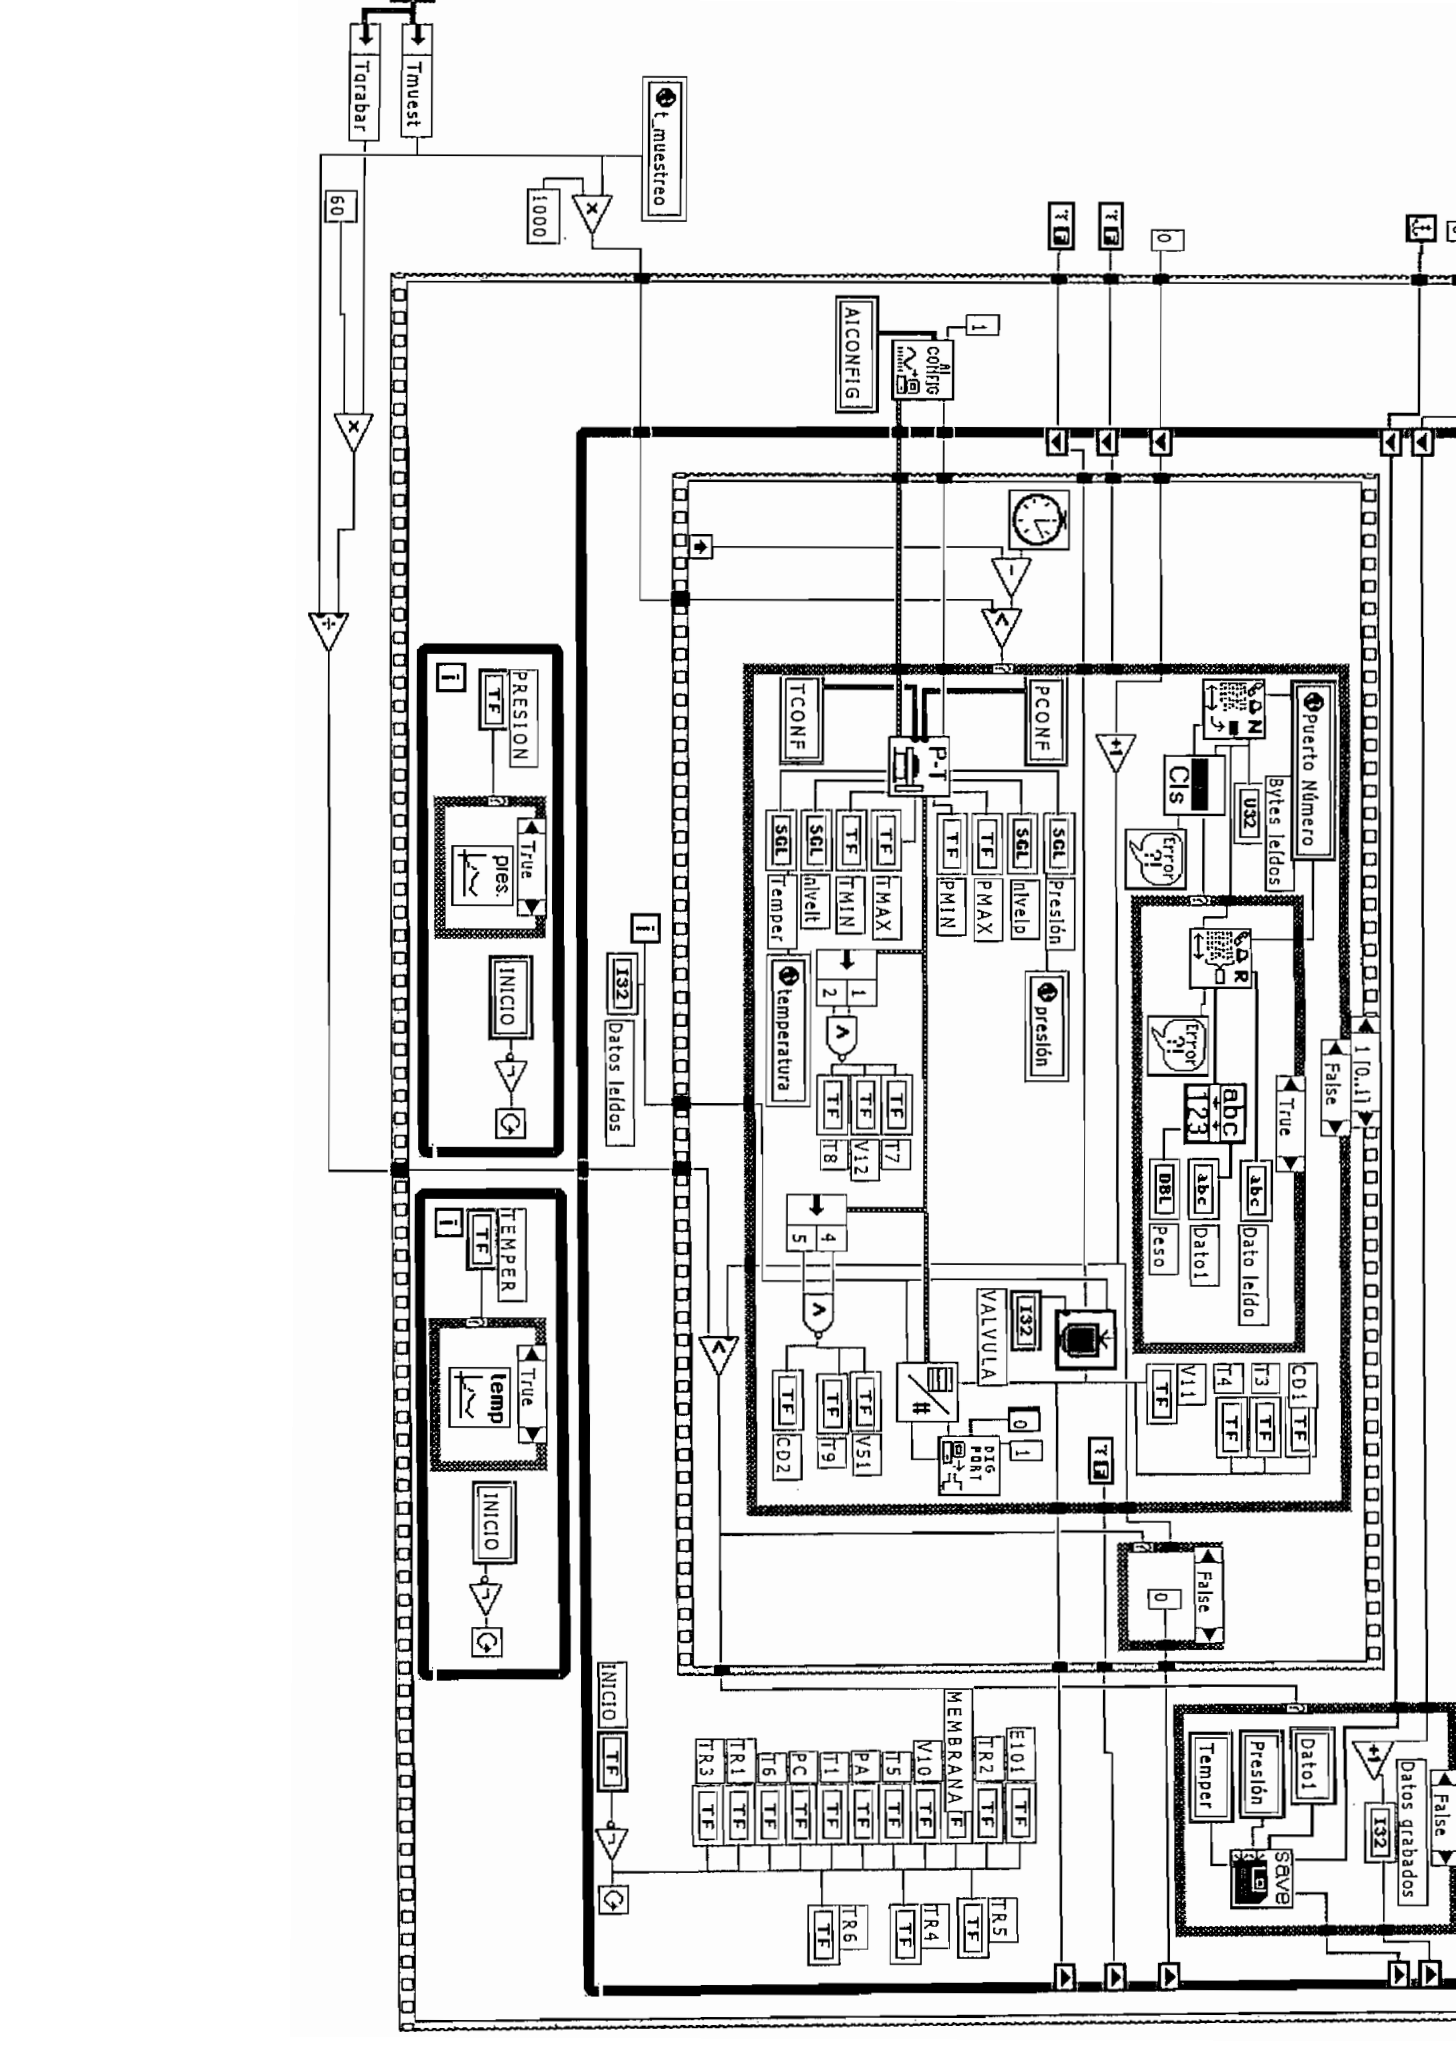 Tgrabar
Tmuest
t_muestreo
60
1000
x
x
÷
0
AICONFIG
AI
CONFIG
1
PRESION
TF
True
pres.
INICIO
i
TEMPER
TF
True
temp
INICIO
i
i
I32
Datos leídos
-
<
Puerto Número
N
Bytes leídos
U32
Cls
Error
?!
+1
1 [0..1]
False
True
R
Error
?!
abc
123
abc
Dato leído
abc
Dato1
DBL
Peso
PCONF
TCONF
P-T
SGL
Presión
SGL
nivelp
TF
PMAX
TF
PMIN
TF
TMAX
TF
TMIN
SGL
nivelt
SGL
Temper
presión
temperatura
1
2
TF
T7
TF
V12
TF
T8
4
5
TF
V51
TF
T9
TF
CD2
VALVULA
I32
#
0
1
DIG
PORT
CD1
TF
T3
TF
T4
TF
V11
TF
<
TF
False
0
INICIO
TF
E101
TF
TR2
TF
MEMBRANA
V10
TF
T5
TF
PA
TF
T1
TF
PC
TF
T6
TF
TR1
TF
TR3
TF
TR5
TF
TR4
TF
TR6
TF
False
Datos grabados
I32
+1
Dato1
Presión
Temper
save